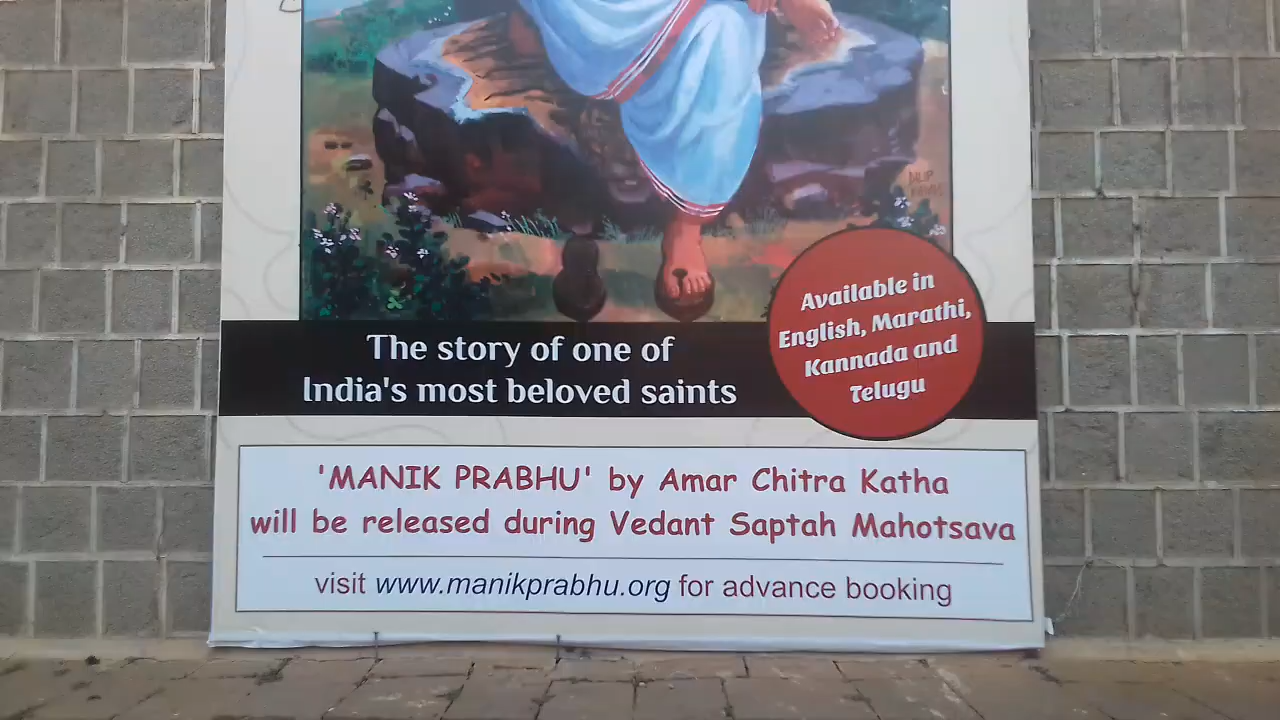 The story of one of
India's most beloved saints
Available in
English, Marathi,
Kannada and
Telugu
'MANIK PRABHU' by Amar Chitra Katha
will be released during Vedant Saptah Mahotsava
visit www.manikprabhu.org for advance booking